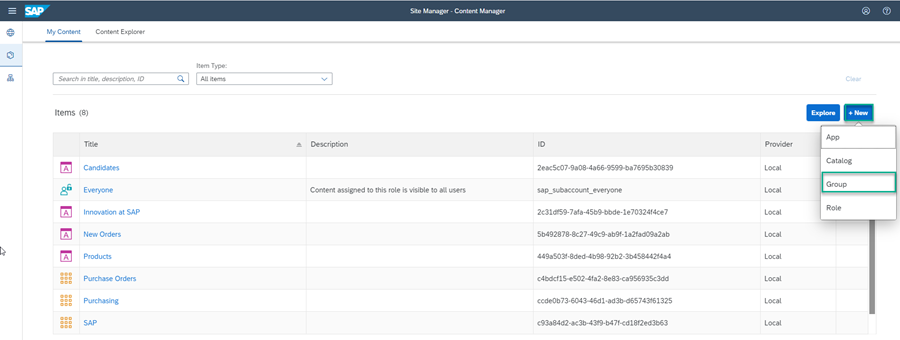 SAP
Site Manager - Content Manager
My Content
Content Explorer
Item Type:
Search in title, description, ID
All items
Clear
Items (8)
Explore
+ New
App
Catalog
Group
Role
Title
Description
ID
Provider
Candidates
2eac5c07-9a08-4a66-9599-ba7695b30839
Local
Everyone
Content assigned to this role is visible to all users
sap_subaccount_everyone
Local
Innovation at SAP
2c31df59-7afa-45b9-bbde-1e70324f4ce7
Local
New Orders
5b492878-8c27-49c9-ab9f-1a2fad09a2ab
Local
Products
449a503f-8ded-4b98-92b2-3b458442f4a4
Local
Purchase Orders
c4bdcf15-e502-4fa2-8e83-ca956935c3dd
Local
Purchasing
ccde0b73-6043-46d1-ad3b-d65743f61325
Local
SAP
c93a84d2-ac3b-43f9-b47f-cd18f2ed3b63
Local